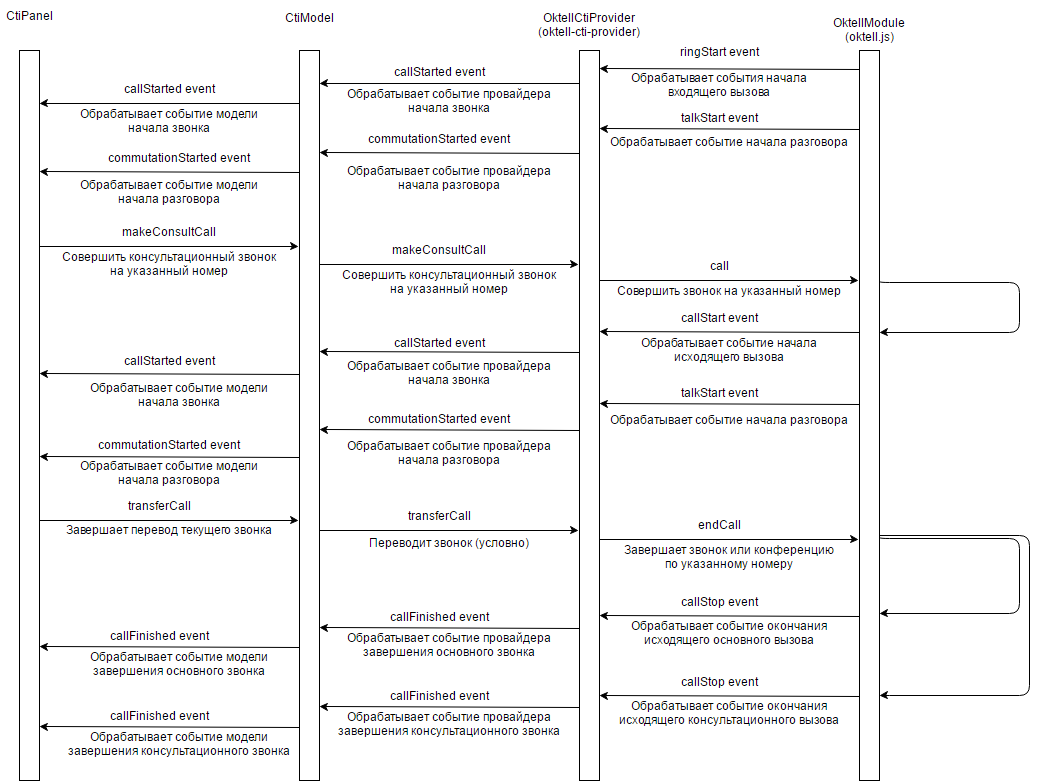 CtiPanel
CtiModel
OktellCtiProvider
(oktell-cti-provider)
OktellModule
(oktell.js)
ringStart event
Обрабатывает события начала
входящего вызова
callStarted event
Обрабатывает событие провайдера
начала звонка
callStarted event
Обрабатывает событие модели
начала звонка
talkStart event
Обрабатывает событие начала разговора
commutationStarted event
Обрабатывает событие провайдера
начала разговора
commutationStarted event
Обрабатывает событие модели
начала разговора
makeConsultCall
Совершить консультационный звонок
на указанный номер
makeConsultCall
Совершить консультационный звонок
на указанный номер
call
Совершить звонок на указанный номер
callStart event
Обрабатывает событие начала
исходящего вызова
callStarted event
Обрабатывает событие провайдера
начала звонка
callStarted event
Обрабатывает событие модели
начала звонка
talkStart event
Обрабатывает событие начала разговора
commutationStarted event
Обрабатывает событие провайдера
начала разговора
commutationStarted event
Обрабатывает событие модели
начала разговора
transferCall
Завершает перевод текущего звонка
transferCall
Переводит звонок (условно)
endCall
Завершает звонок или конференцию
по указанному номеру
callStop event
Обрабатывает событие окончания
исходящего основного вызова
callFinished event
Обрабатывает событие провайдера
завершения основного звонка
callFinished event
Обрабатывает событие модели
завершения основного звонка
callStop event
Обрабатывает событие окончания
исходящего консультационного вызова
callFinished event
Обрабатывает событие провайдера
завершения консультационного звонка
callFinished event
Обрабатывает событие модели
завершения консультационного звонка